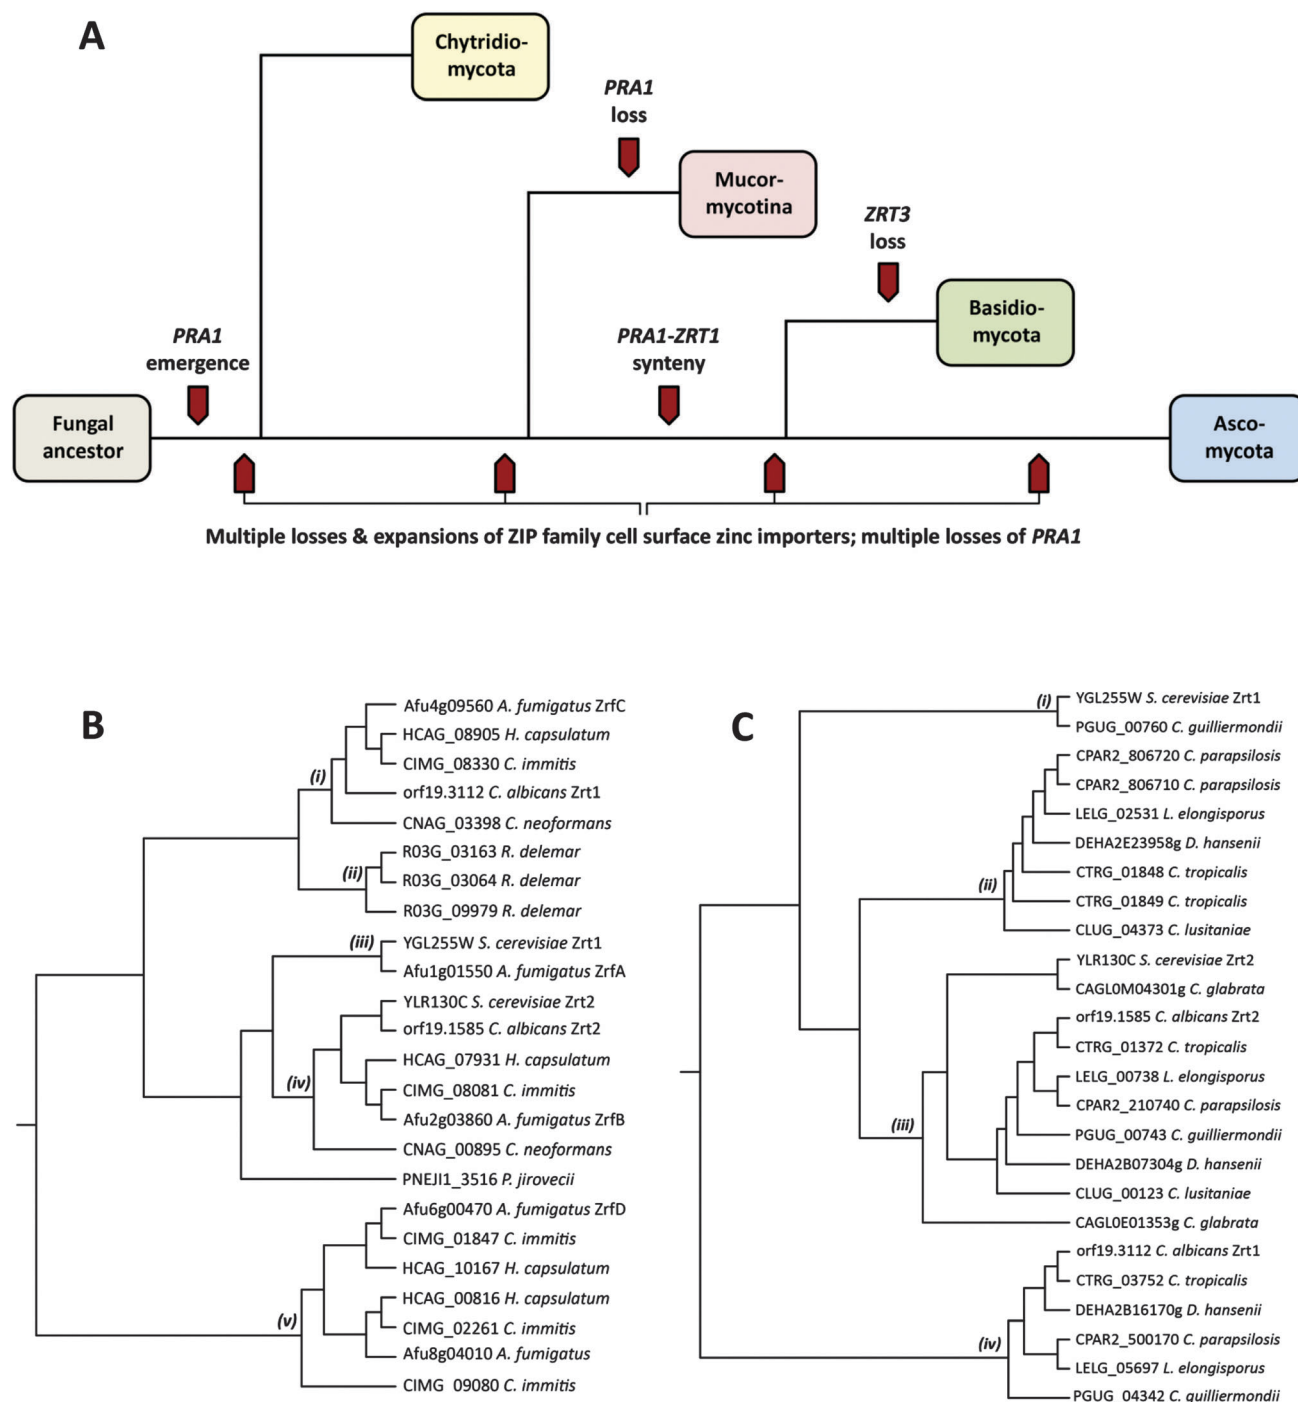 A
Chytridio-
mycota
PRA1
loss
Mucor-
mycotina
ZRT3
loss
Basidio-
mycota
PRA1
emergence
PRA1-ZRT1
synteny
Fungal
ancestor
Asco-
mycota
Multiple losses & expansions of ZIP family cell surface zinc importers; multiple losses of PRA1
B
Afu4g09560 A. fumigatus ZrfC
HCAG_08905 H. capsulatum
CIMG_08330 C. immitis
(i)
orf19.3112 C. albicans Zrt1
CNAG_03398 C. neoformans
R03G_03163 R. delemar
(ii)
R03G_03064 R. delemar
R03G_09979 R. delemar
(iii)
YGL255W S. cerevisiae Zrt1
Afu1g01550 A. fumigatus ZrfA
YLR130C S. cerevisiae Zrt2
orf19.1585 C. albicans Zrt2
HCAG_07931 H. capsulatum
(iv)
CIMG_08081 C. immitis
Afu2g03860 A. fumigatus ZrfB
CNAG_00895 C. neoformans
PNEJI1_3516 P. jirovecii
Afu6g00470 A. fumigatus ZrfD
CIMG_01847 C. immitis
HCAG_10167 H. capsulatum
HCAG_00816 H. capsulatum
(v)
CIMG_02261 C. immitis
Afu8g04010 A. fumigatus
CIMG_09080 C. immitis
C
(i)
YGL255W S. cerevisiae Zrt1
PGUG_00760 C. guilliermondii
CPAR2_806720 C. parapsilosis
CPAR2_806710 C. parapsilosis
LELG_02531 L. elongisporus
DEHA2E23958g D. hansenii
(ii)
CTRG_01848 C. tropicalis
CTRG_01849 C. tropicalis
CLUG_04373 C. lusitaniae
YLR130C S. cerevisiae Zrt2
CAGL0M04301g C. glabrata
orf19.1585 C. albicans Zrt2
CTRG_01372 C. tropicalis
LELG_00738 L. elongisporus
CPAR2_210740 C. parapsilosis
(iii)
PGUG_00743 C. guilliermondii
DEHA2B07304g D. hansenii
CLUG_00123 C. lusitaniae
CAGL0E01353g C. glabrata
orf19.3112 C. albicans Zrt1
CTRG_03752 C. tropicalis
DEHA2B16170g D. hansenii
(iv)
CPAR2_500170 C. parapsilosis
LELG_05697 L. elongisporus
PGUG_04342 C. guilliermondii